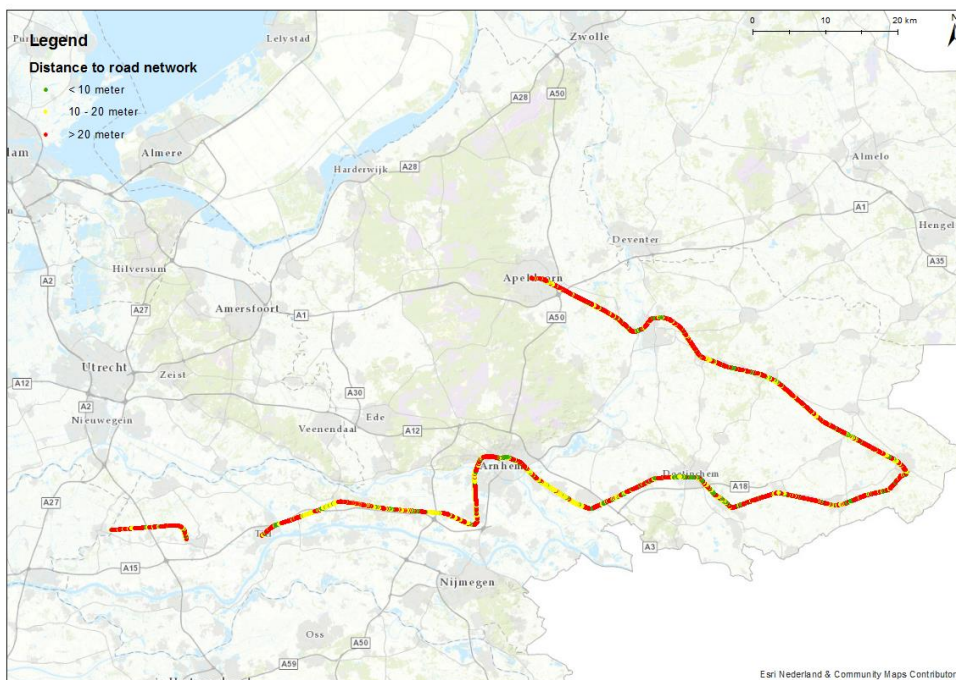 Legend
Distance to road network
< 10 meter
10 - 20 meter
> 20 meter
0 10 20 km
N
Lelystad
Zwolle
A50
A28
Almere
Harderwijk
A28
Almelo
A1
Deventer
A35
A2
Hilversum
A27
Apeldoorn
Amersfoort
A1
A50
Utrecht
A12
Zeist
A2
Nieuwegein
A30
Ede
Veenendaal
A12
Arnhem
Doetinchem
A18
A27
A3
A15
Nijmegen
Oss
A50
A59
Esri Nederland & Community Maps Contributor